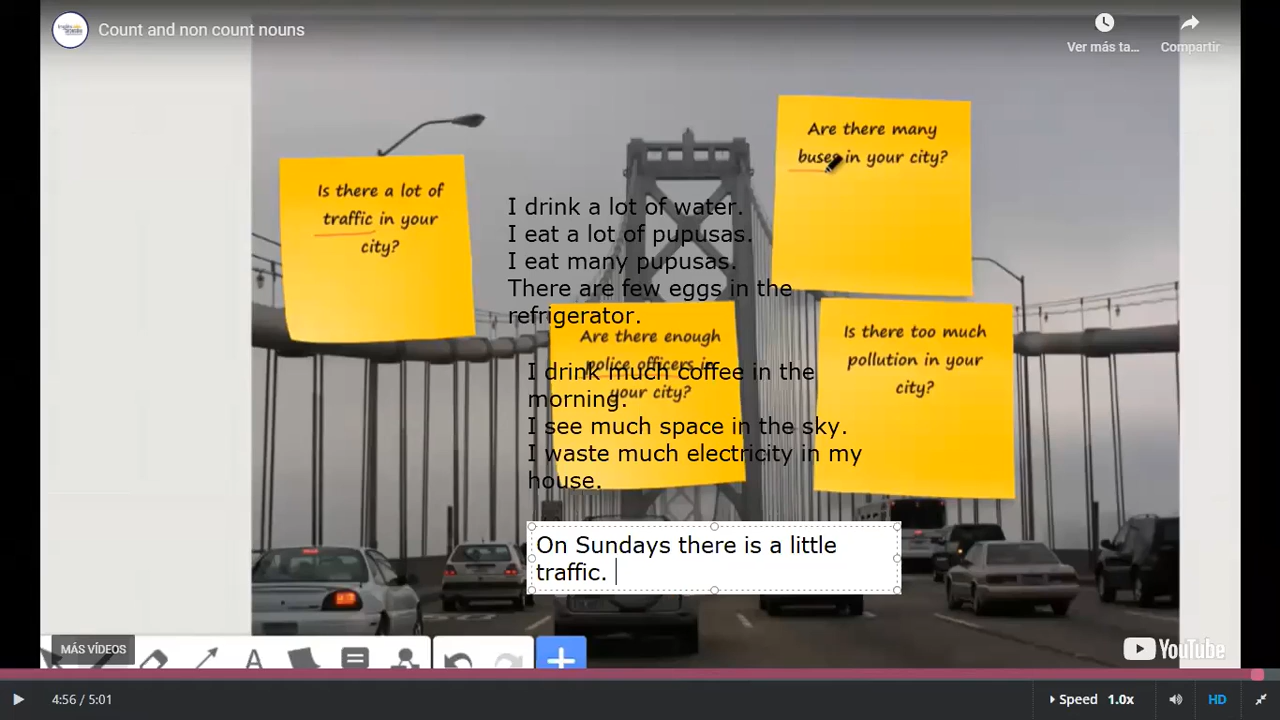 Count and non count nouns
Ver más ta...
Compartir
Is there a lot of
traffic in your
city?
Are there many
buses in your city?
I drink a lot of water.
I eat a lot of pupusas.
I eat many pupusas.
There are few eggs in the
refrigerator.
Are there enough
police officers in
your city?
Is there too much
pollution in your
city?
I drink much coffee in the
morning.
I see much space in the sky.
I waste much electricity in my
house.
On Sundays there is a little
traffic.
MÁS VÍDEOS
YouTube
4:56 / 5:01
Speed 1.0x
HD